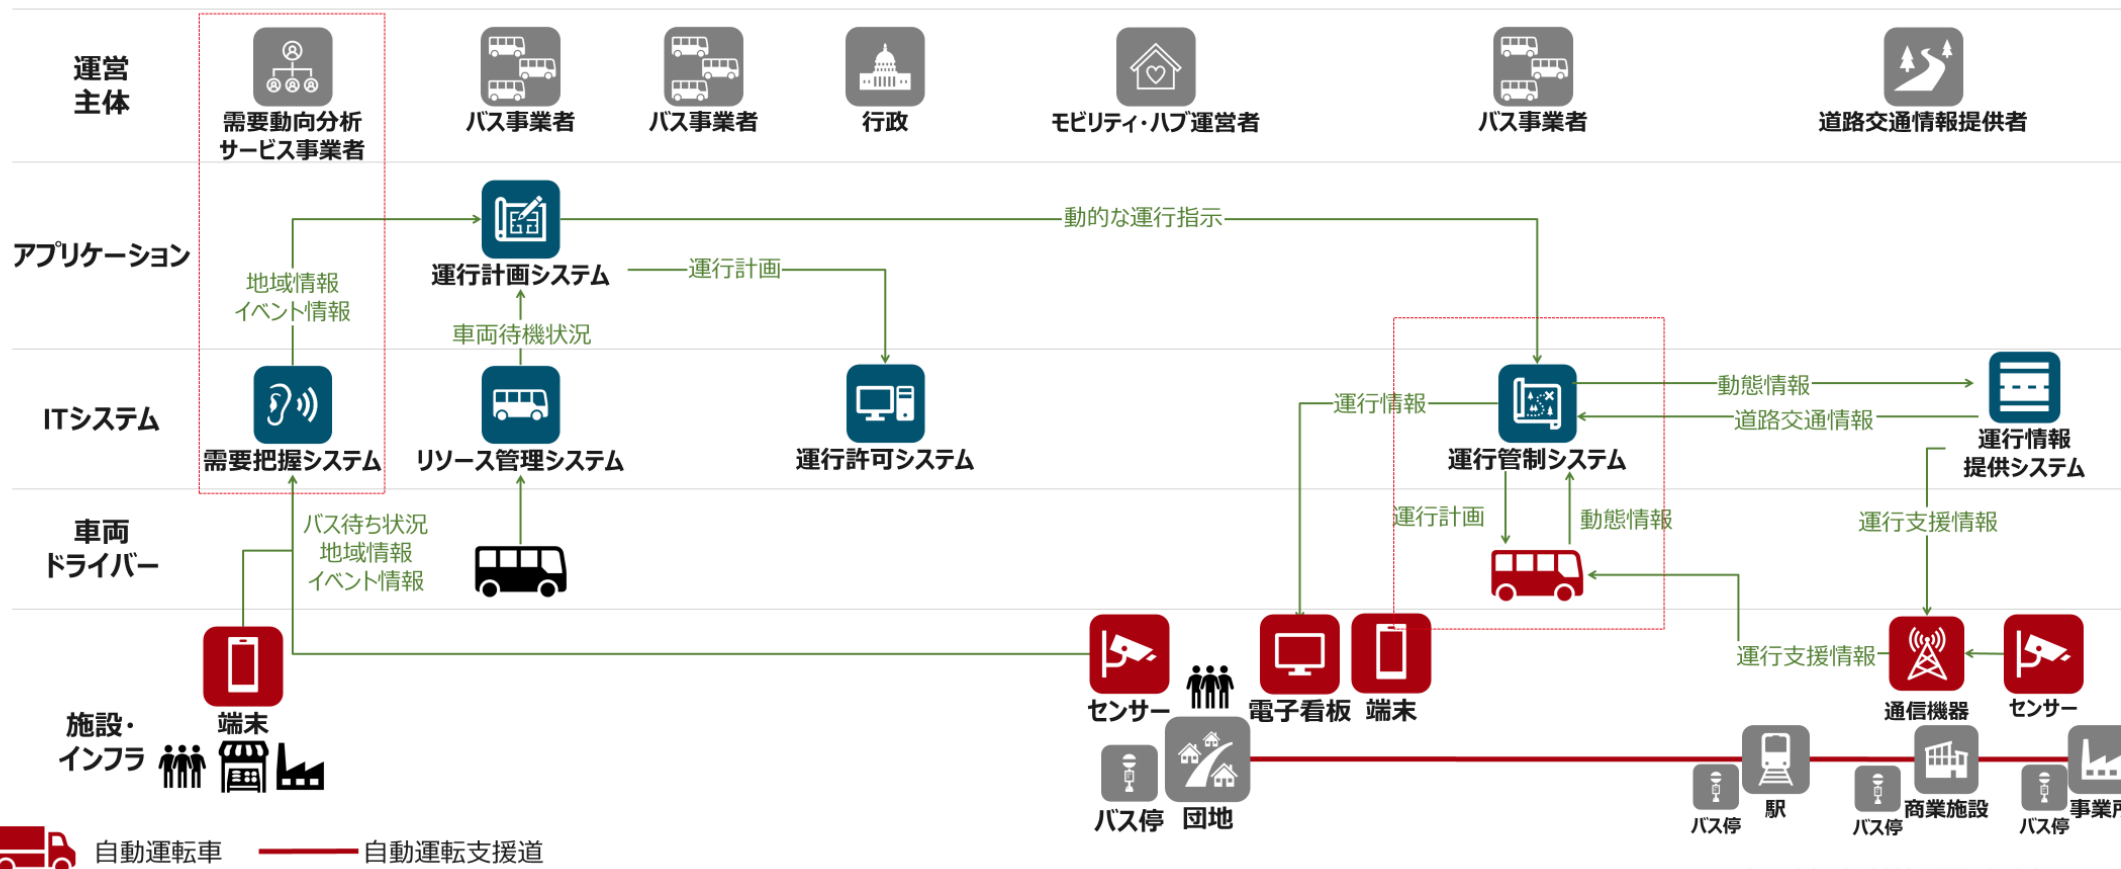 運営
主体
需要動向分析
サービス事業者
バス事業者
バス事業者
行政
モビリティ・ハブ運営者
バス事業者
道路交通情報提供者
アプリケーション
運行計画システム
動的な運行指示
運行計画
地域情報
イベント情報
車両待機状況
ITシステム
需要把握システム
リソース管理システム
運行許可システム
運行情報
運行管制システム
動態情報
道路交通情報
運行情報
提供システム
車両
ドライバー
バス待ち状況
地域情報
イベント情報
運行計画
動態情報
運行支援情報
施設・
インフラ
端末
センサー
電子看板
端末
運行支援情報
通信機器
センサー
バス停
団地
バス停
駅
バス停
商業施設
バス停
事業所
自動運転車
自動運転支援道